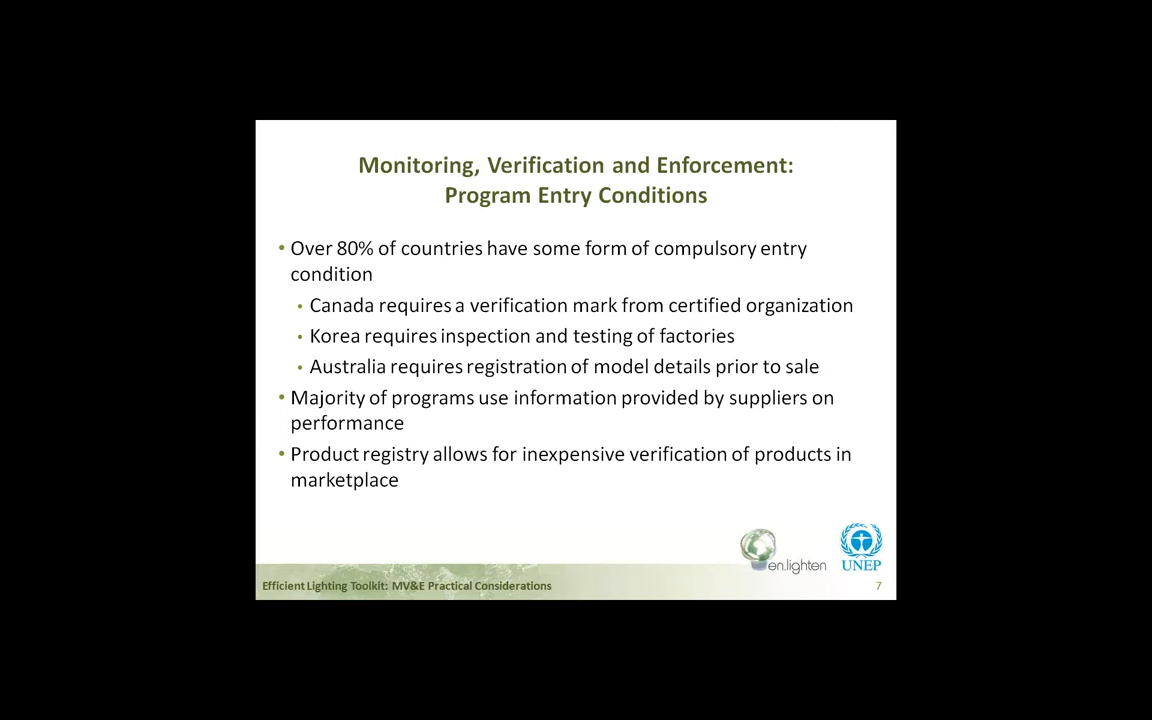 Monitoring, Verification and Enforcement:
Program Entry Conditions
• Over 80% of countries have some form of compulsory entry
condition
• Canada requires a verification mark from certified organization
• Korea requires inspection and testing of factories
• Australia requires registration of model details prior to sale
• Majority of programs use information provided by suppliers on
performance
• Product registry allows for inexpensive verification of products in
marketplace
en.lighten
UNEP
Efficient Lighting Toolkit: MV&E Practical Considerations
7